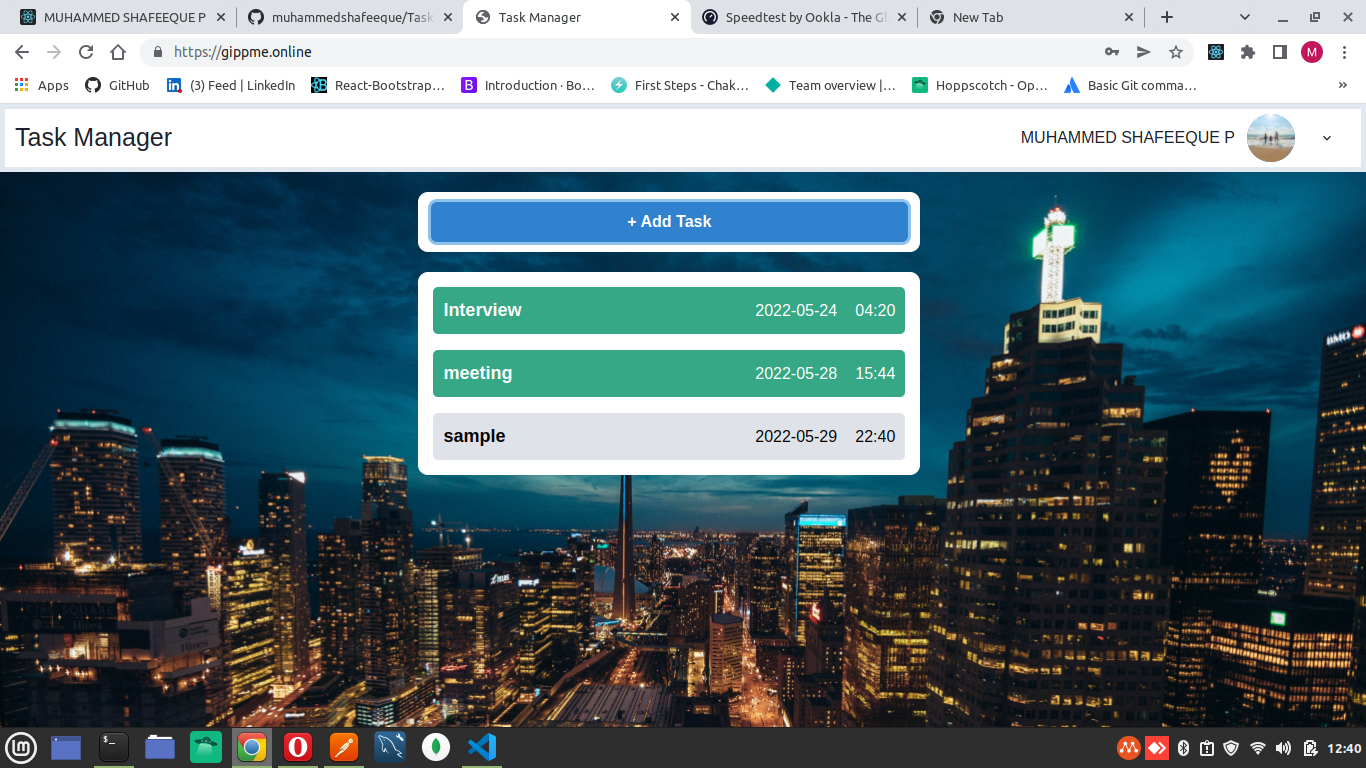 MUHAMMED SHAFEEQUE P
muhammedshafeeque/Task
Task Manager
Speedtest by Ookla - The Gl
New Tab
https://gippme.online
M
Apps
GitHub
(3) Feed | LinkedIn
React-Bootstrap…
Introduction · Bo…
First Steps - Chak…
Team overview |…
Hoppscotch - Op…
Basic Git comma…
»
Task Manager
MUHAMMED SHAFEEQUE P
+ Add Task
Interview 2022-05-24 04:20
meeting 2022-05-28 15:44
sample 2022-05-29 22:40
BMO
TELUS
12:40